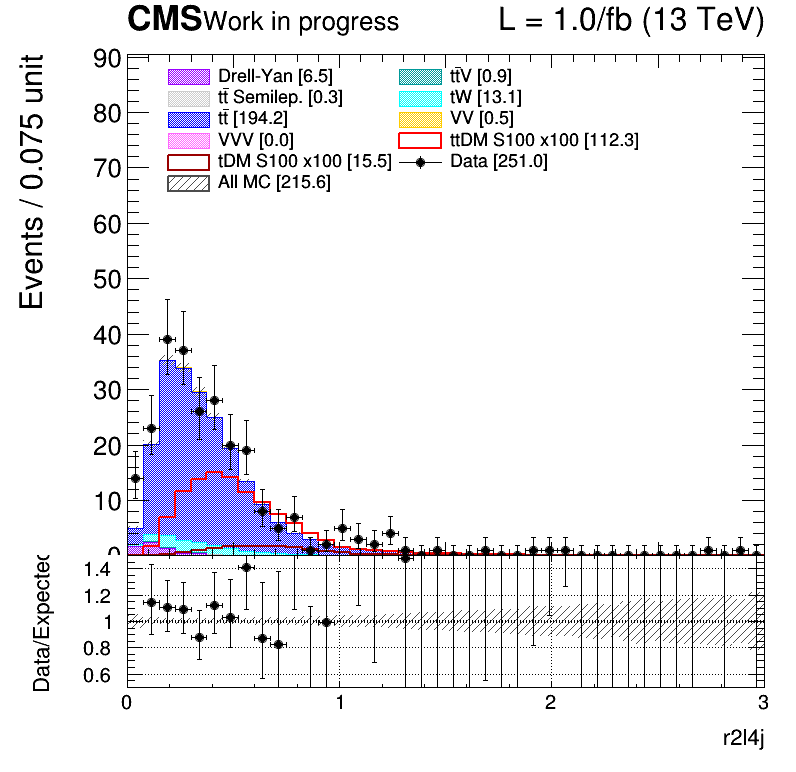 CMS Work in progress L = 1.0/fb (13 TeV)
Drell-Yan [6.5] tt̄V [0.9]
tt̄ Semilep. [0.3] tW [13.1]
tt̄ [194.2] VV [0.5]
VVV [0.0] ttDM S100 x100 [112.3]
tDM S100 x100 [15.5] Data [251.0]
All MC [215.6]
Events / 0.075 unit
90
80
70
60
50
40
30
20
10
0
Data/Expected
1.4
1.2
1
0.8
0.6
0 1 2 3
r2l4j